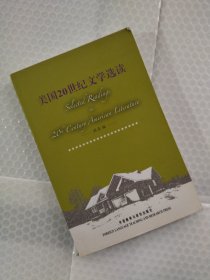 美国20世纪文学选读
Selected Readings
in
20th Century American Literature
外语教学与研究出版社
FOREIGN LANGUAGE TEACHING AND RESEARCH PRESS